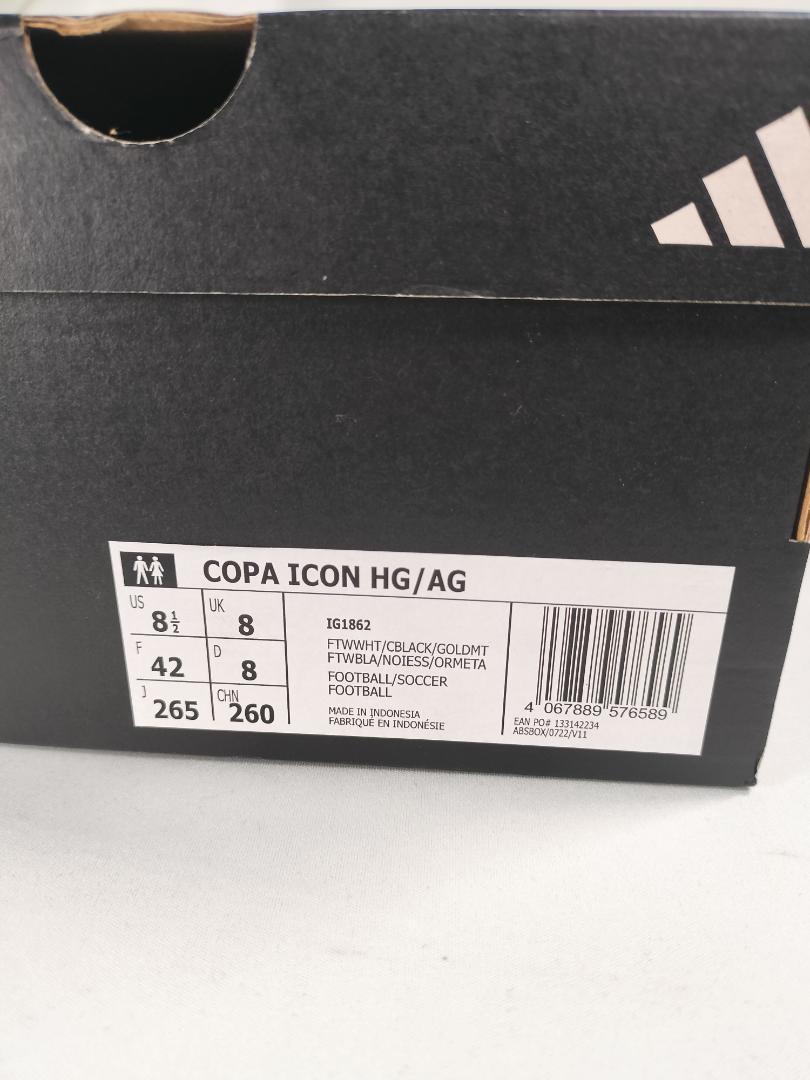 COPA ICON HG/AG
US 8½ UK 8
F 42 D 8
J 265 CHN 260
IG1862
FTWWHT/CBLACK/GOLDMT
FTWBLA/NOIESS/ORMETA
FOOTBALL/SOCCER
FOOTBALL
MADE IN INDONESIA
FABRIQUÉ EN INDONÉSIE
4 067889 576589
EAN PO# 133142234
ABSBOX/0722/V11